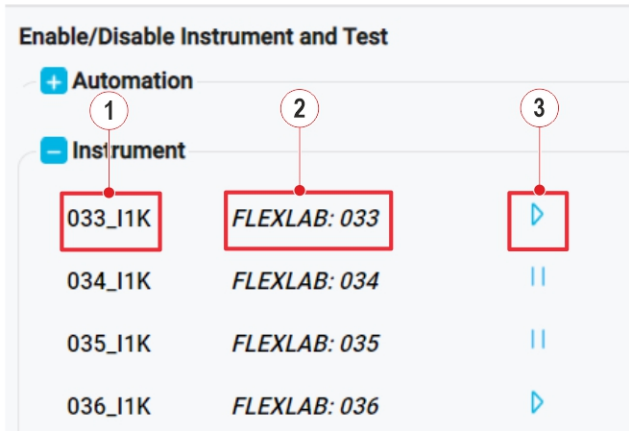 Enable/Disable Instrument and Test
Automation
1 2 3
Instrument
033_I1K FLEXLAB: 033
034_I1K FLEXLAB: 034
035_I1K FLEXLAB: 035
036_I1K FLEXLAB: 036